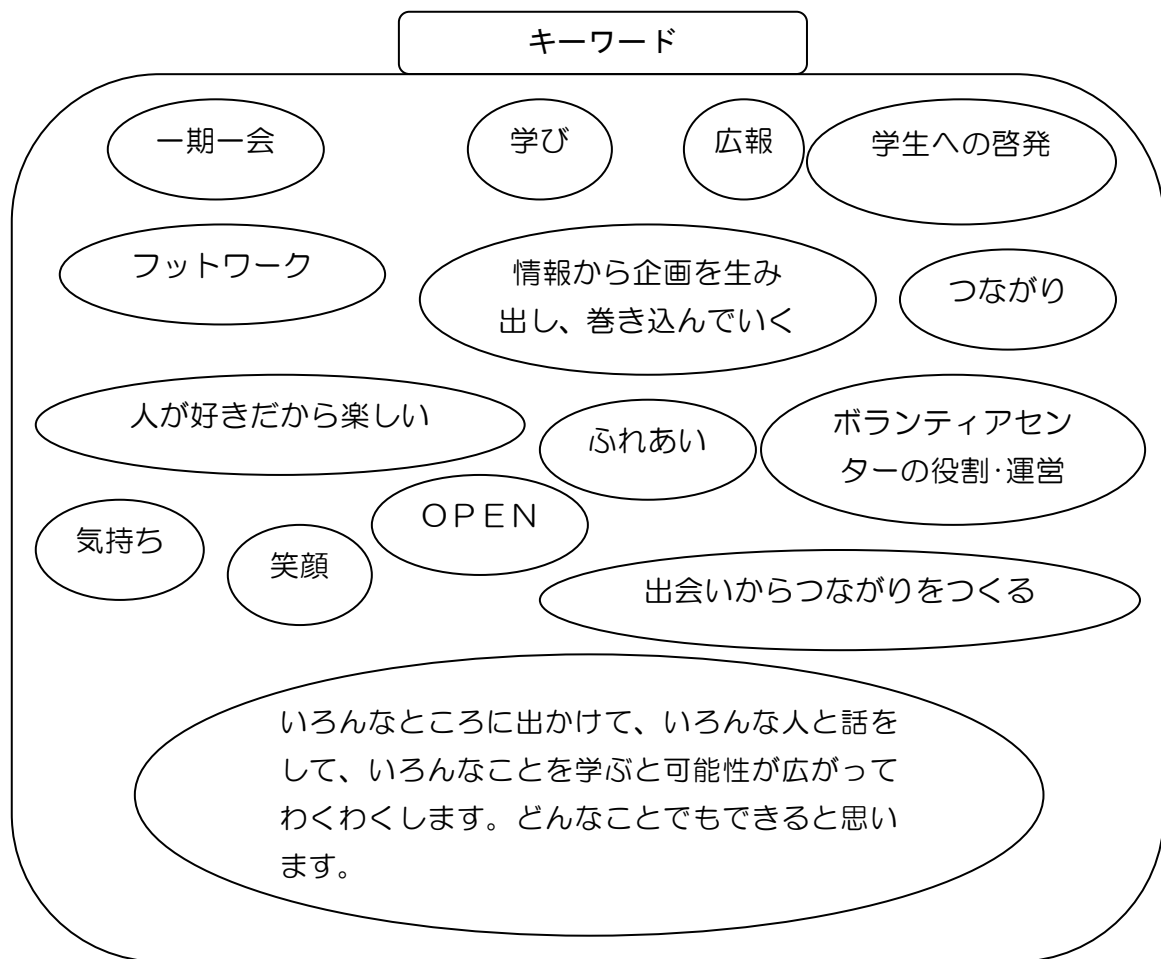 キーワード
一期一会
学び
広報
学生への啓発
フットワーク
情報から企画を生み
出し、巻き込んでいく
つながり
人が好きだから楽しい
ふれあい
ボランティアセン
ターの役割･運営
気持ち
笑顔
ＯＰＥＮ
出会いからつながりをつくる
いろんなところに出かけて、いろんな人と話を
して、いろんなことを学ぶと可能性が広がって
わくわくします。どんなことでもできると思い
ます。